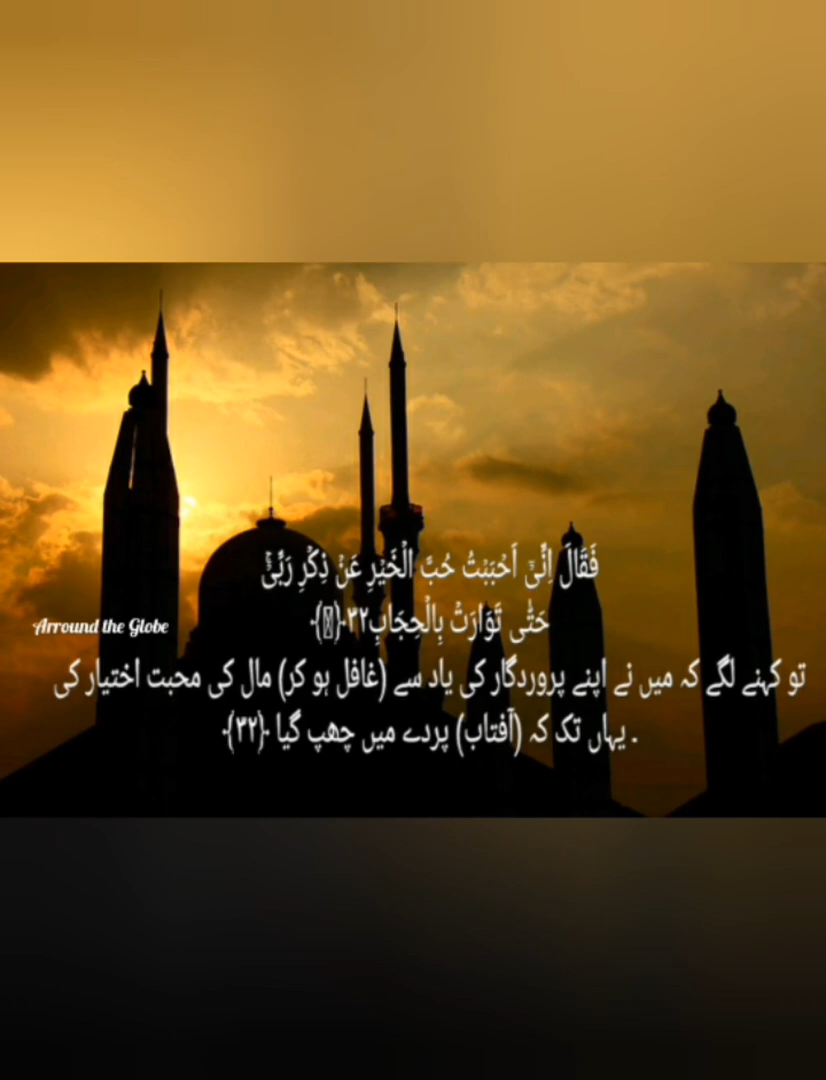 فَقَالَ اِنِّیْۤ اَحْبَبْتُ حُبَّ الْخَیْرِ عَنْ ذِكْرِ رَبِّیْۚ
حَتّٰی تَوَارَتْ بِالْحِجَابِ۳۲﴿﴾
Arround the Globe
تو کہنے لگے کہ میں نے اپنے پروردگار کی یاد سے (غافل ہو کر) مال کی محبت اختیار کی
۔ یہاں تک کہ (آفتاب) پردے میں چھپ گیا ﴿۳۲﴾